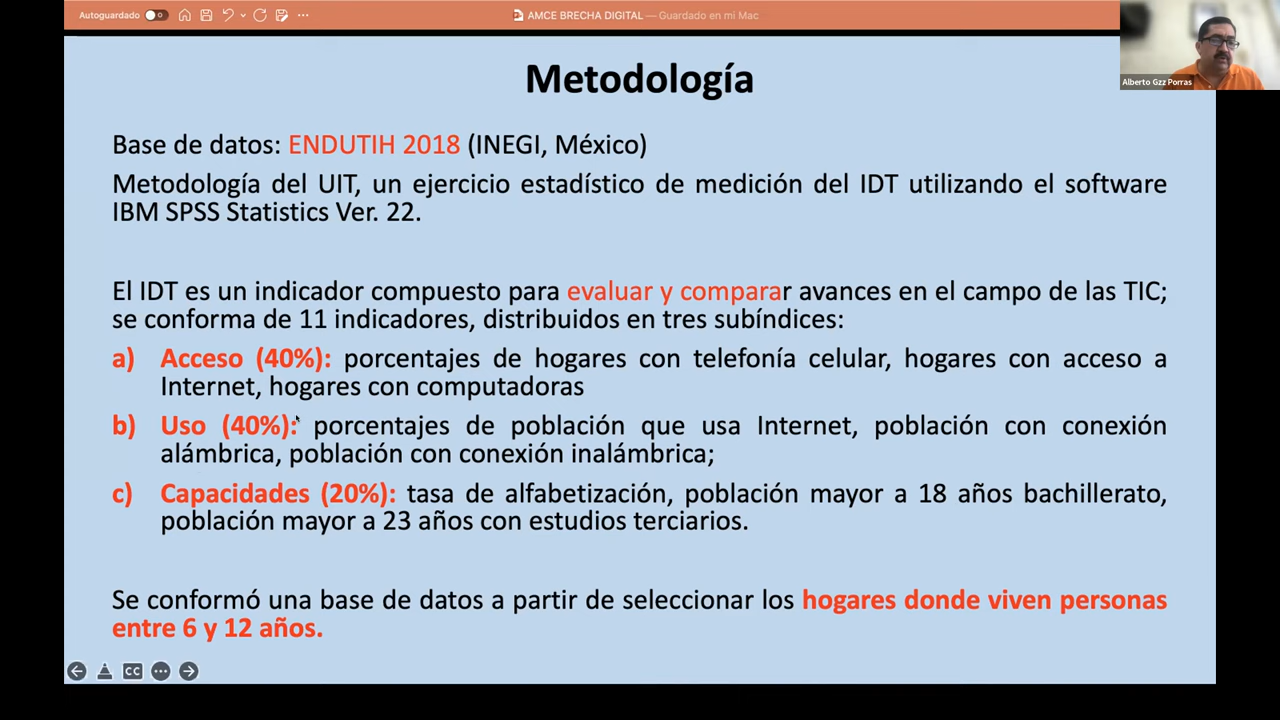 Autoguardado
AMCE BRECHA DIGITAL — Guardado en mi Mac
Alberto Gzz Porras
Metodología
Base de datos: ENDUTIH 2018 (INEGI, México)
Metodología del UIT, un ejercicio estadístico de medición del IDT utilizando el software
IBM SPSS Statistics Ver. 22.
El IDT es un indicador compuesto para evaluar y comparar avances en el campo de las TIC;
se conforma de 11 indicadores, distribuidos en tres subíndices:
a) Acceso (40%): porcentajes de hogares con telefonía celular, hogares con acceso a
Internet, hogares con computadoras
b) Uso (40%): porcentajes de población que usa Internet, población con conexión
alámbrica, población con conexión inalámbrica;
c) Capacidades (20%): tasa de alfabetización, población mayor a 18 años bachillerato,
población mayor a 23 años con estudios terciarios.
Se conformó una base de datos a partir de seleccionar los hogares donde viven personas
entre 6 y 12 años.
CC